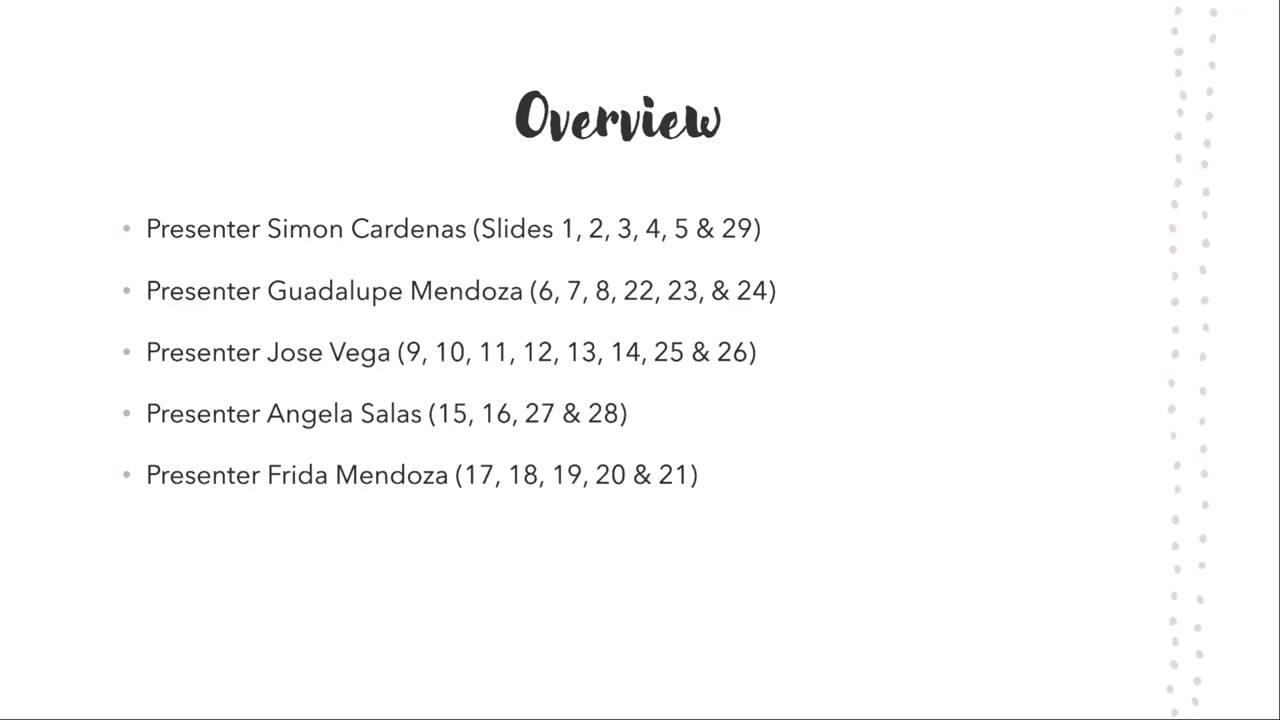 Overview
• Presenter Simon Cardenas (Slides 1, 2, 3, 4, 5 & 29)
• Presenter Guadalupe Mendoza (6, 7, 8, 22, 23, & 24)
• Presenter Jose Vega (9, 10, 11, 12, 13, 14, 25 & 26)
• Presenter Angela Salas (15, 16, 27 & 28)
• Presenter Frida Mendoza (17, 18, 19, 20 & 21)